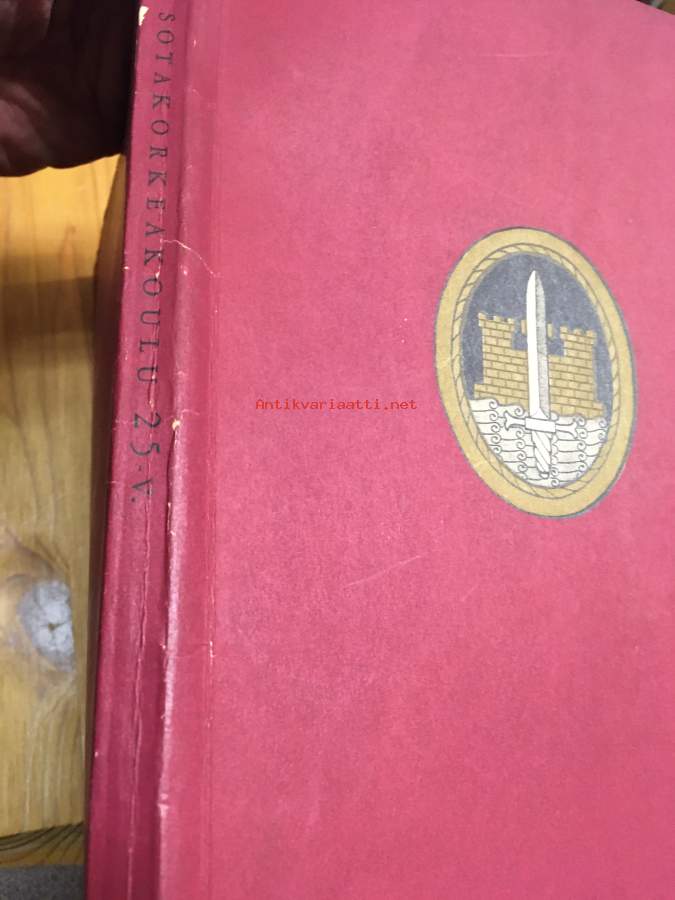 SOTAKORKEAKOULU 25-V.
Antikvariaatti.net